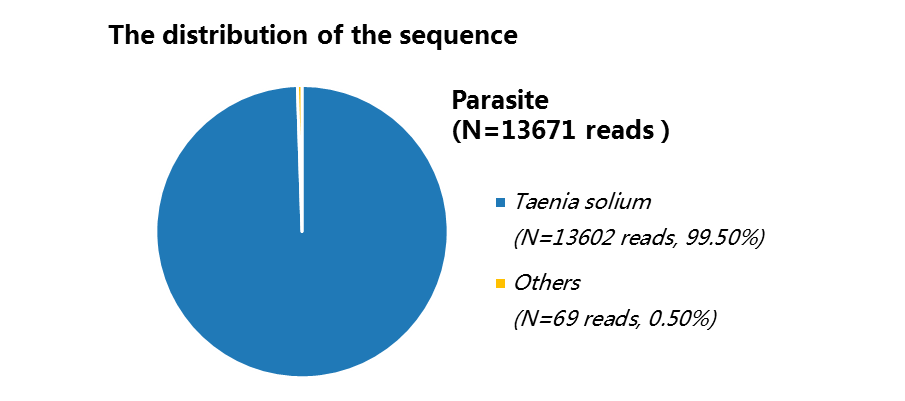 The distribution of the sequence
Parasite
(N=13671 reads )
Taenia solium
(N=13602 reads, 99.50%)
Others
(N=69 reads, 0.50%)